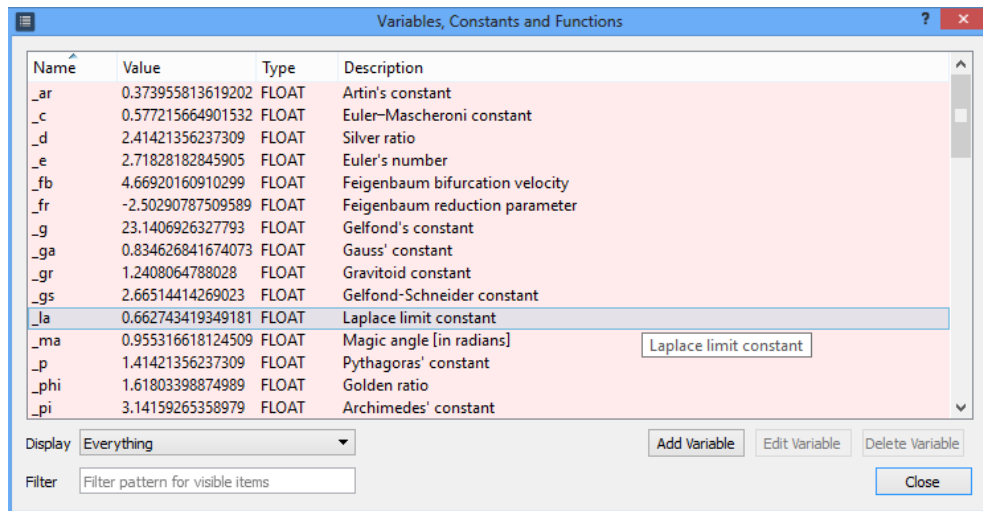 Variables, Constants and Functions ?
Name Value Type Description
_ar 0.373955813619202 FLOAT Artin's constant
_c 0.577215664901532 FLOAT Euler–Mascheroni constant
_d 2.41421356237309 FLOAT Silver ratio
_e 2.71828182845905 FLOAT Euler's number
_fb 4.66920160910299 FLOAT Feigenbaum bifurcation velocity
_fr -2.50290787509589 FLOAT Feigenbaum reduction parameter
_g 23.1406926327793 FLOAT Gelfond's constant
_ga 0.834626841674073 FLOAT Gauss' constant
_gr 1.2408064788028 FLOAT Gravitoid constant
_gs 2.66514414269023 FLOAT Gelfond-Schneider constant
_la 0.662743419349181 FLOAT Laplace limit constant
_ma 0.955316618124509 FLOAT Magic angle [in radians]
Laplace limit constant
_p 1.41421356237309 FLOAT Pythagoras' constant
_phi 1.61803398874989 FLOAT Golden ratio
_pi 3.14159265358979 FLOAT Archimedes' constant
Display Everything Add Variable Edit Variable Delete Variable
Filter Filter pattern for visible items Close